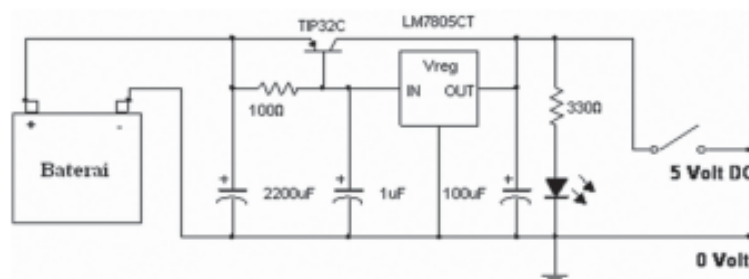 TIP32C
LM7805CT
Vreg
IN OUT
100Ω
330Ω
+ -
Baterai
+
2200uF
+
1uF
+
100uF
5 Volt DC
0 Volt